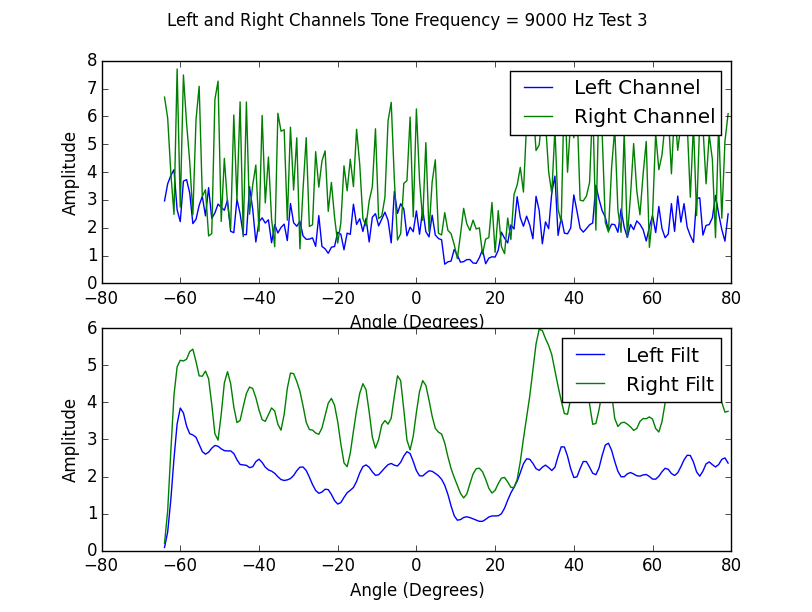 Left and Right Channels Tone Frequency = 9000 Hz Test 3
8
7
6
5
4
3
2
1
0
Amplitude
Left Channel
Right Channel
−80 −60 −40 −20 0 20 40 60 80
Angle (Degrees)
6
5
4
3
2
1
0
Amplitude
Left Filt
Right Filt
−80 −60 −40 −20 0 20 40 60 80
Angle (Degrees)